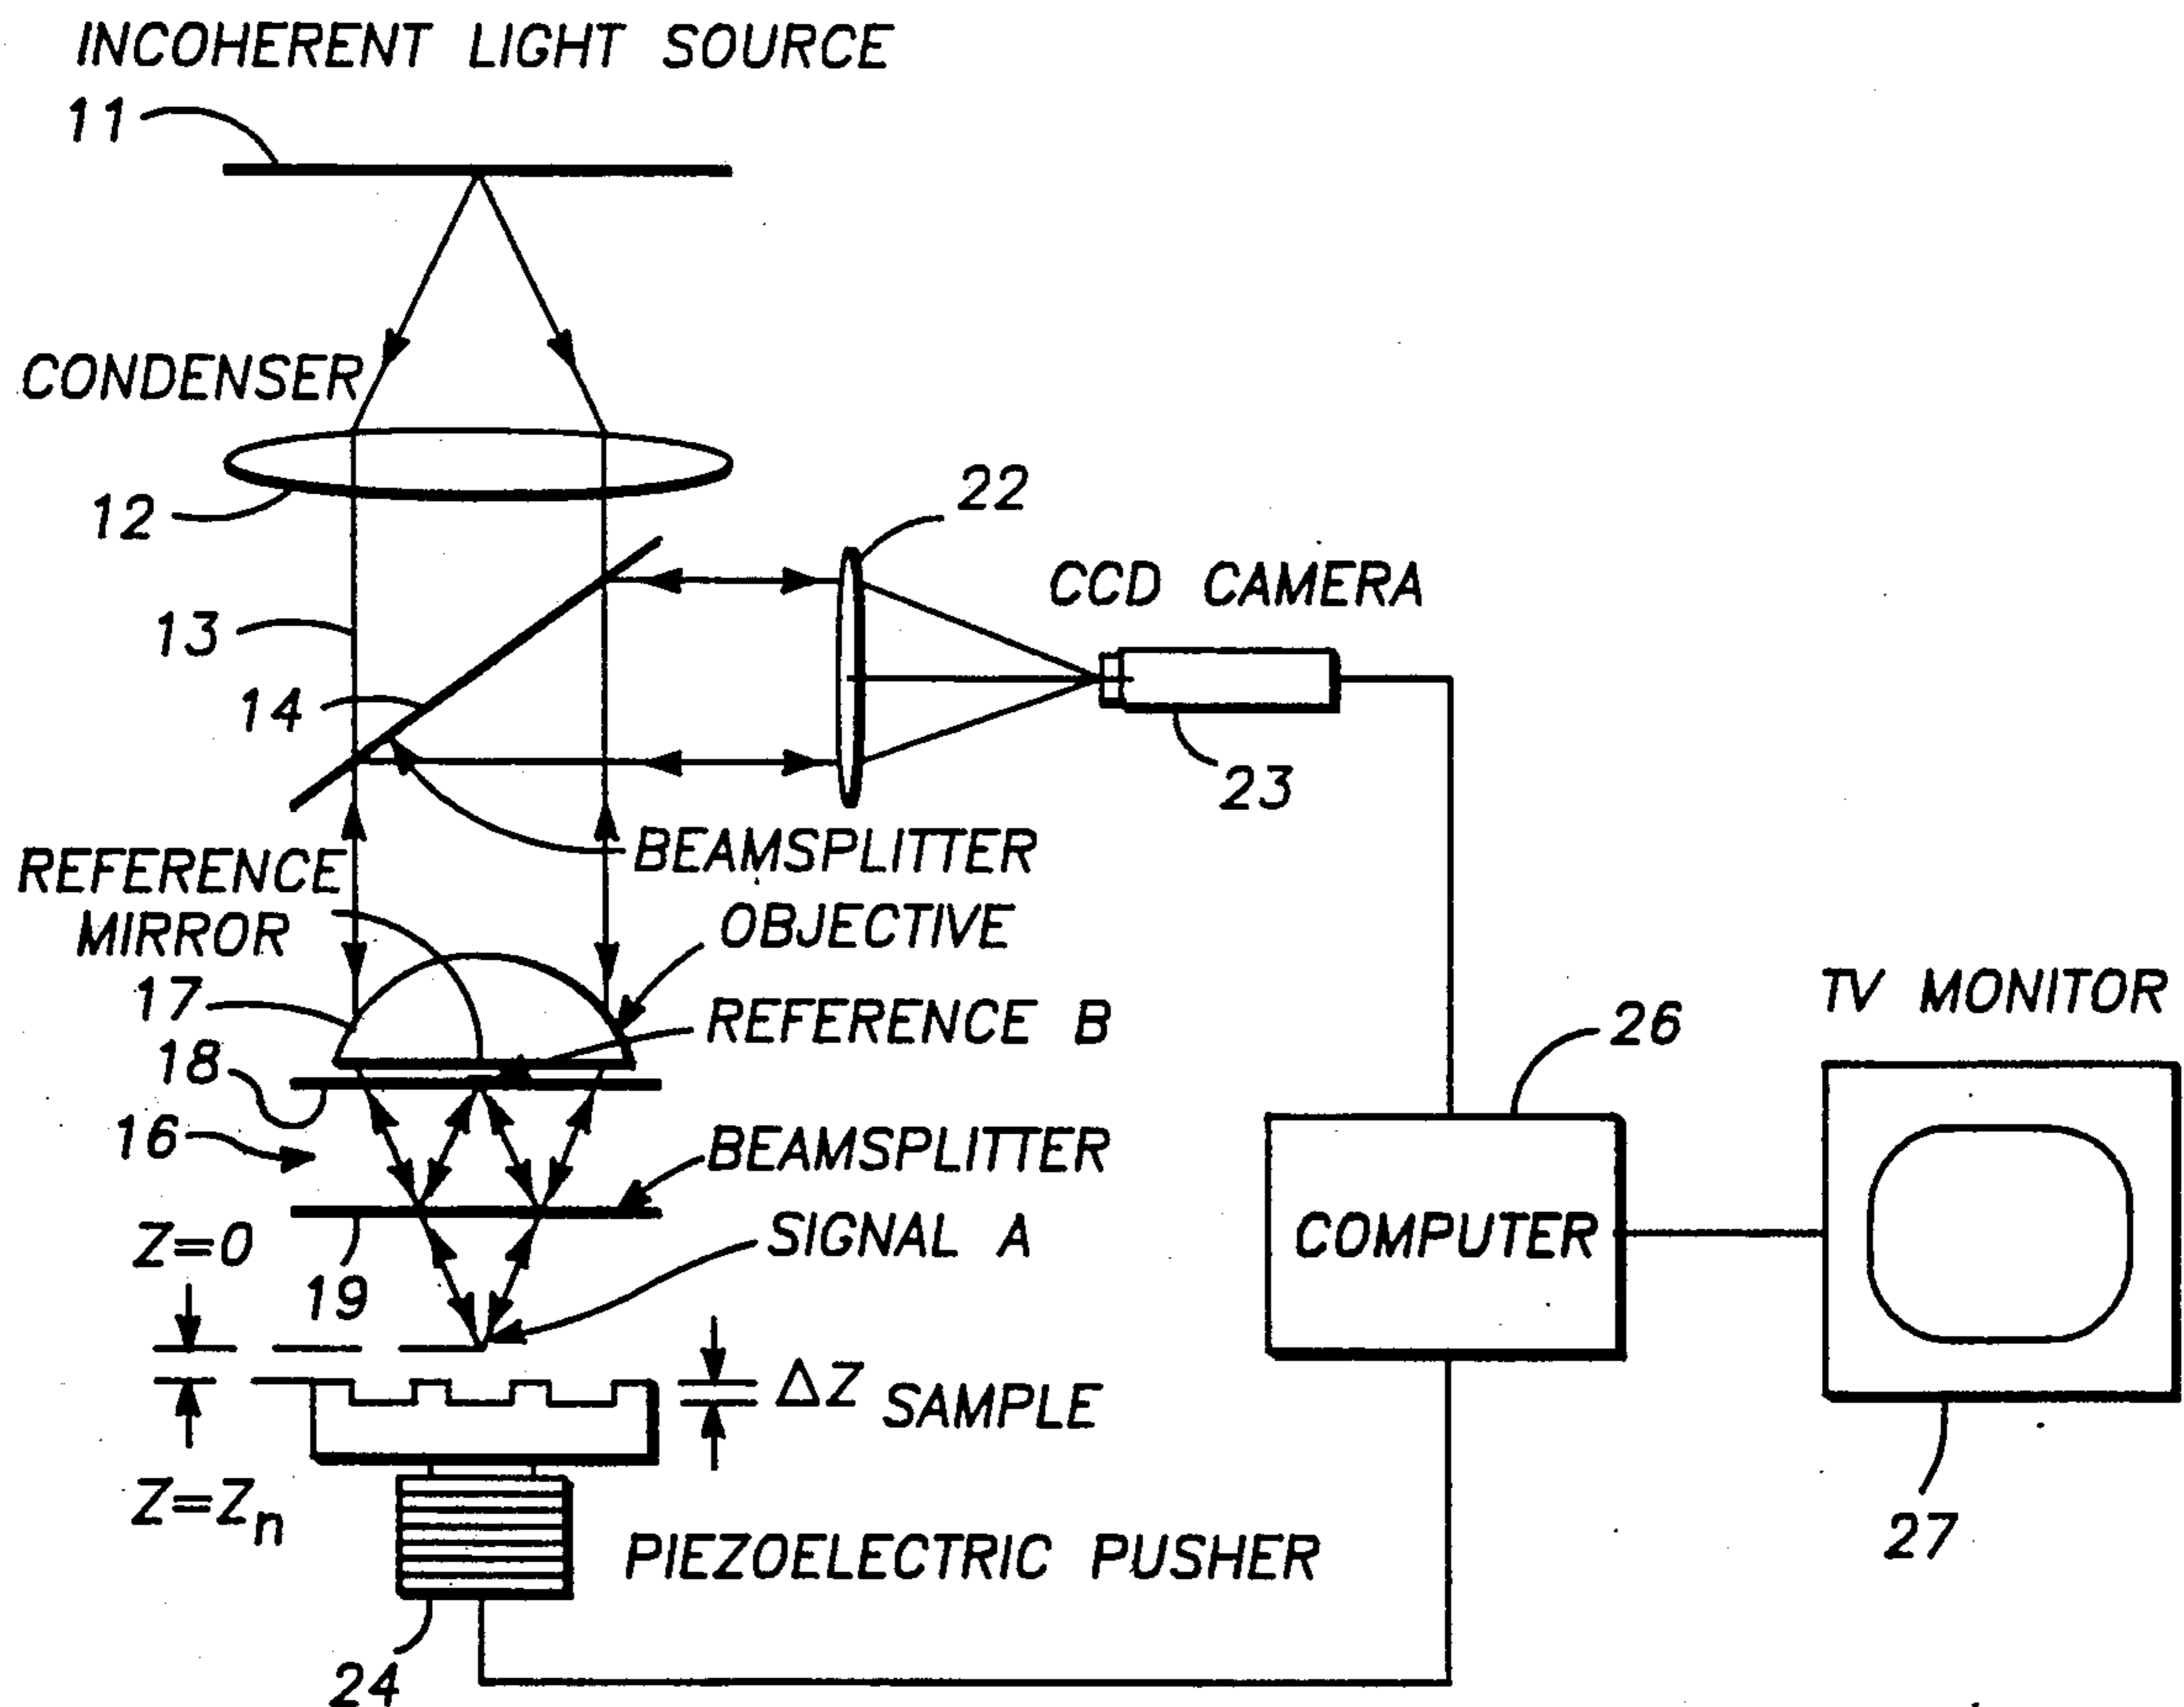 INCOHERENT LIGHT SOURCE
11
CONDENSER
12
22
CCD CAMERA
13
14
23
BEAMSPLITTER
REFERENCE
MIRROR
OBJECTIVE
17
REFERENCE B
TV MONITOR
26
18
16
BEAMSPLITTER
Z=0
SIGNAL A
COMPUTER
19
ΔZ
SAMPLE
Z=Zn
PIEZOELECTRIC PUSHER
27
24